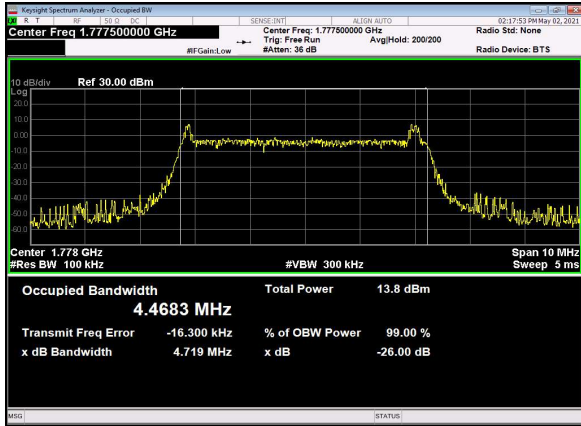 Keysight Spectrum Analyzer - Occupied BW
LXI R T RF 50 Ω DC SENSE:INT ALIGN AUTO 02:17:53 PM May 02, 2021
Center Freq 1.777500000 GHz Center Freq: 1.777500000 GHz Radio Std: None
Trig: Free Run Avg|Hold: 200/200
#IFGain:Low #Atten: 36 dB Radio Device: BTS
10 dB/div Ref 30.00 dBm
Log
20.0
10.0
0.00
-10.0
-20.0
-30.0
-40.0
-50.0
-60.0
Center 1.778 GHz Span 10 MHz
#Res BW 100 kHz #VBW 300 kHz Sweep 5 ms
Occupied Bandwidth Total Power 13.8 dBm
4.4683 MHz
Transmit Freq Error -16.300 kHz % of OBW Power 99.00 %
x dB Bandwidth 4.719 MHz x dB -26.00 dB
MSG STATUS